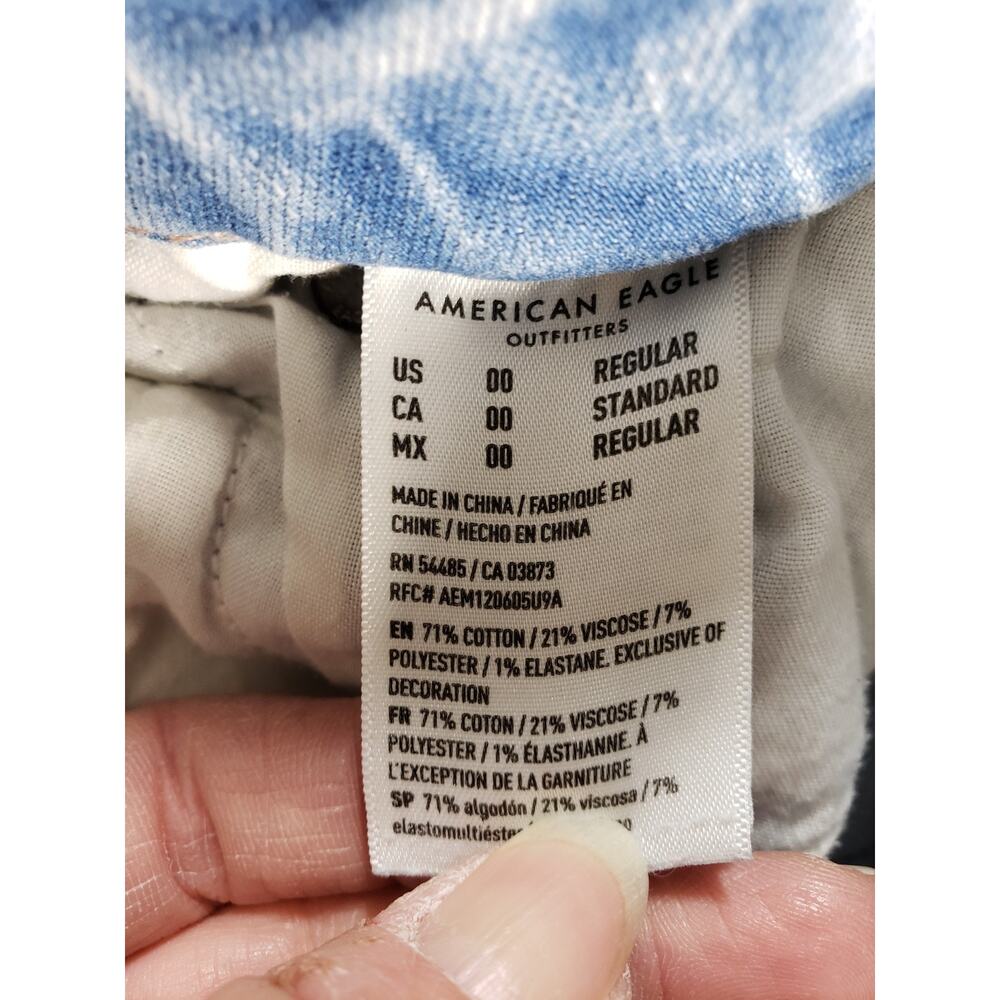 AMERICAN EAGLE
OUTFITTERS
US 00 REGULAR
CA 00 STANDARD
MX 00 REGULAR
MADE IN CHINA / FABRIQUÉ EN
CHINE / HECHO EN CHINA
RN 54485 / CA 03873
RFC# AEM120605U9A
EN 71% COTTON / 21% VISCOSE / 7%
POLYESTER / 1% ELASTANE. EXCLUSIVE OF
DECORATION
FR 71% COTON / 21% VISCOSE / 7%
POLYESTER / 1% ÉLASTHANNE. À
L'EXCEPTION DE LA GARNITURE
SP 71% algodón / 21% viscosa / 7%